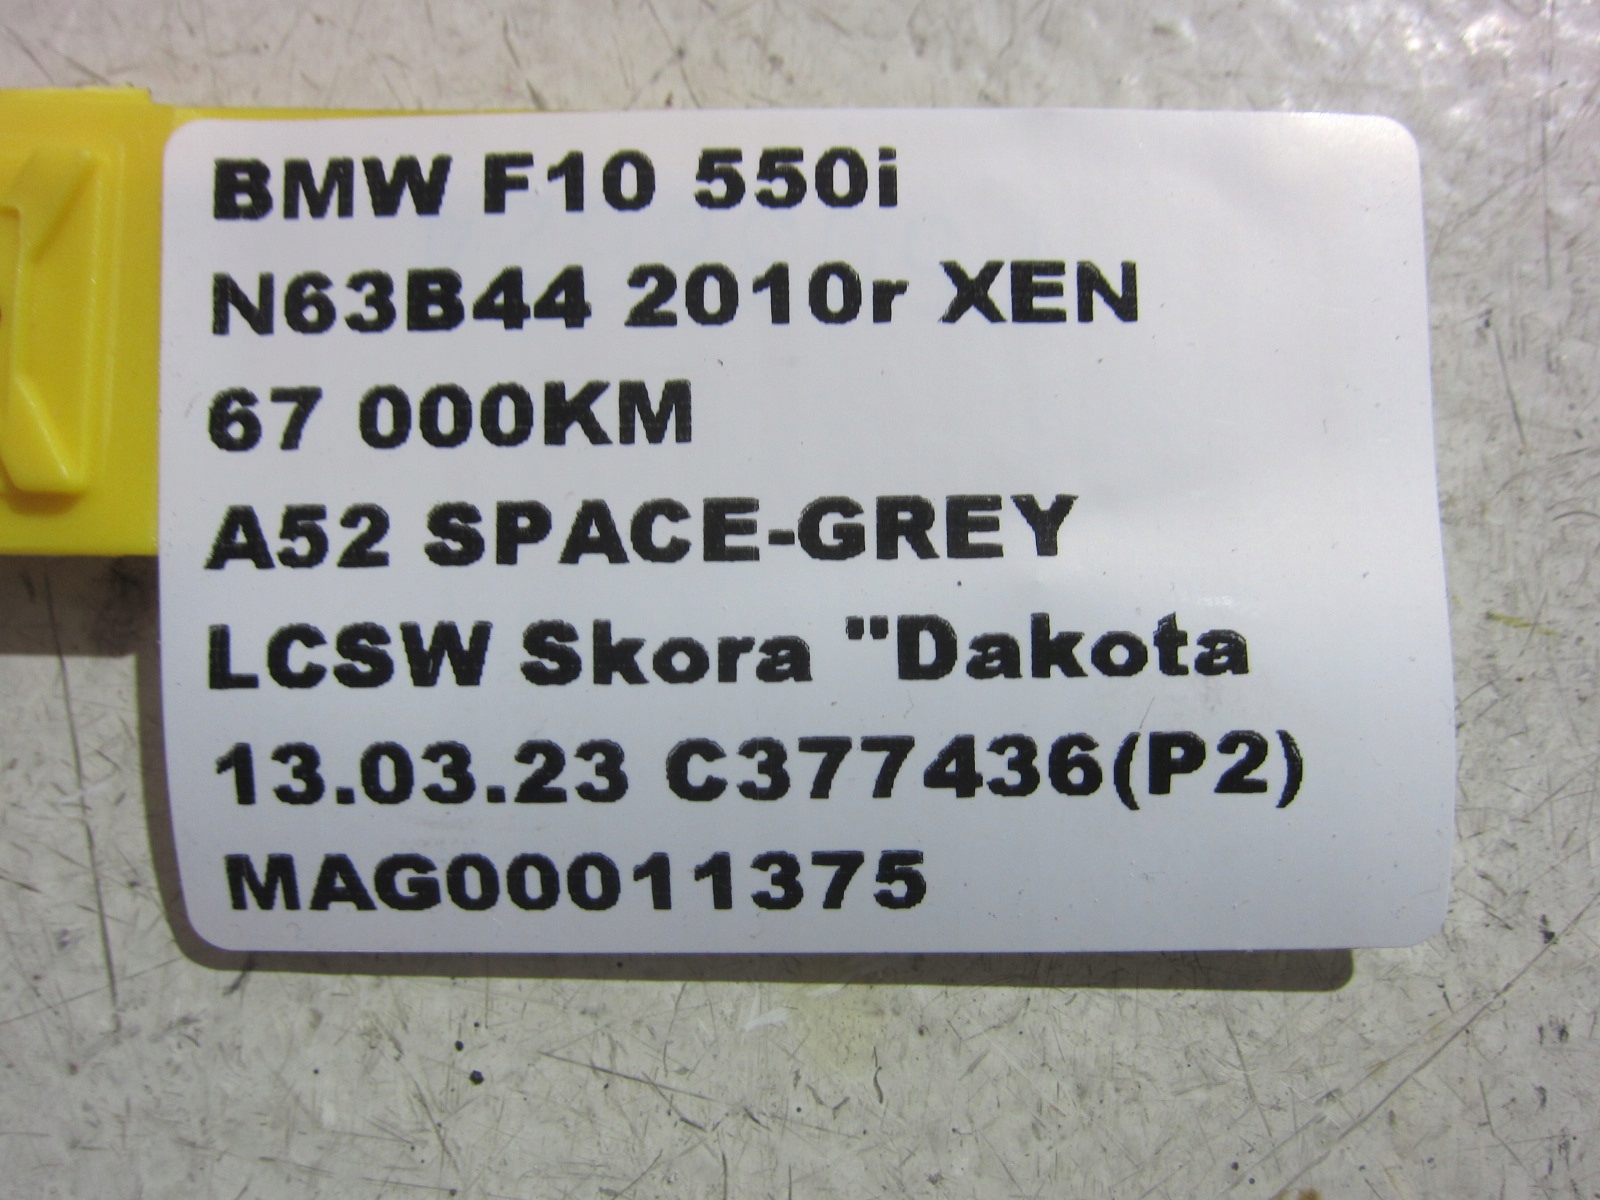 BMW F10 550i
N63B44 2010r XEN
67 000KM
A52 SPACE-GREY
LCSW Skora "Dakota
13.03.23 C377436(P2)
MAG00011375